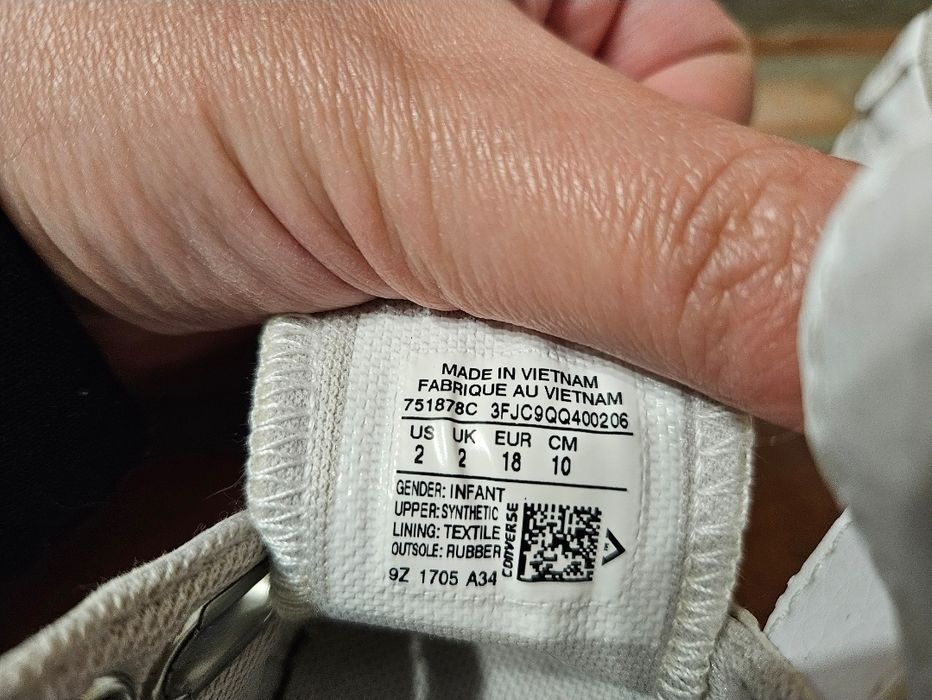 MADE IN VIETNAM
FABRIQUE AU VIETNAM
751878C 3FJC9QQ400206
US UK EUR CM
2 2 18 10
GENDER: INFANT
UPPER: SYNTHETIC
LINING: TEXTILE
OUTSOLE: RUBBER
CONVERSE
9Z 1705 A34